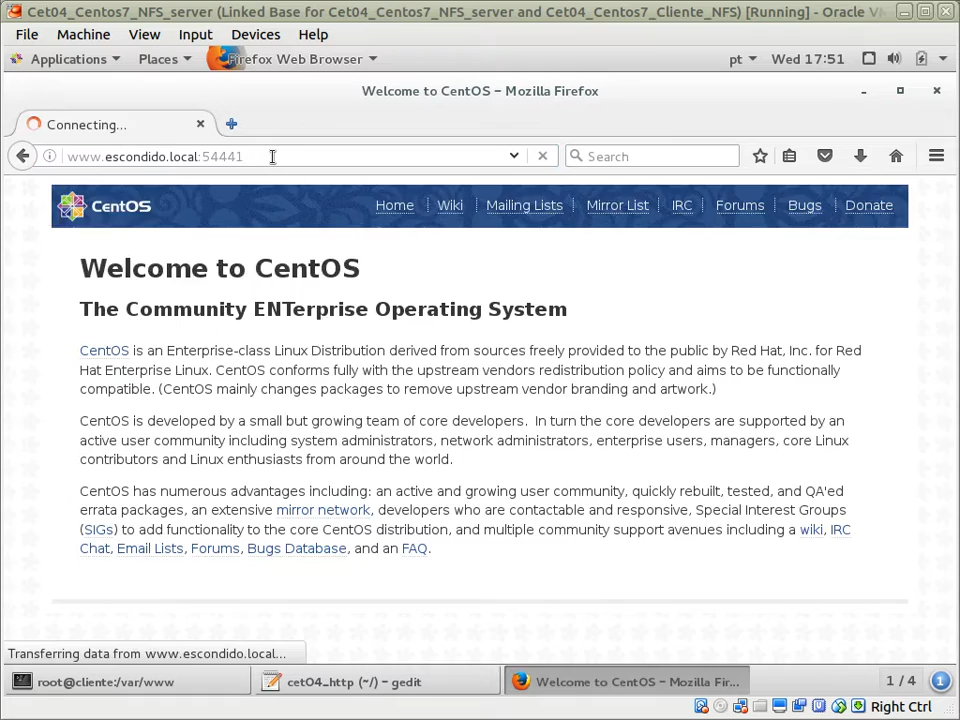 Cet04_Centos7_NFS_server (Linked Base for Cet04_Centos7_NFS_server and Cet04_Centos7_Cliente_NFS) [Running] - Oracle VM
File Machine View Input Devices Help
Applications Places Firefox Web Browser pt Wed 17:51
Welcome to CentOS - Mozilla Firefox
Connecting...
www.escondido.local:54441 Search
CentOS Home Wiki Mailing Lists Mirror List IRC Forums Bugs Donate
Welcome to CentOS
The Community ENTerprise Operating System
CentOS is an Enterprise-class Linux Distribution derived from sources freely provided to the public by Red Hat, Inc. for Red
Hat Enterprise Linux. CentOS conforms fully with the upstream vendors redistribution policy and aims to be functionally
compatible. (CentOS mainly changes packages to remove upstream vendor branding and artwork.)
CentOS is developed by a small but growing team of core developers. In turn the core developers are supported by an
active user community including system administrators, network administrators, enterprise users, managers, core Linux
contributors and Linux enthusiasts from around the world.
CentOS has numerous advantages including: an active and growing user community, quickly rebuilt, tested, and QA'ed
errata packages, an extensive mirror network, developers who are contactable and responsive, Special Interest Groups
(SIGs) to add functionality to the core CentOS distribution, and multiple community support avenues including a wiki, IRC
Chat, Email Lists, Forums, Bugs Database, and an FAQ.
Transferring data from www.escondido.local...
root@cliente:/var/www cet04_http (~/) - gedit Welcome to CentOS - Mozilla Fir... 1 / 4 1
Right Ctrl